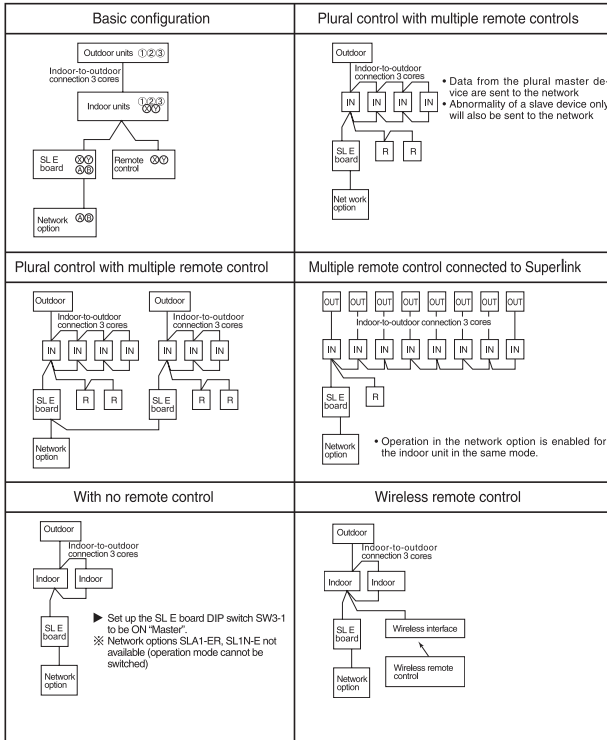 Basic configuration
Outdoor units ①②③
Indoor-to-outdoor
connection 3 cores
Indoor units ①②③
ⓍⓎ
SL E
board
ⓍⓎ
ⒶⒷ
Remote
control
ⓍⓎ
Network
option
ⒶⒷ
Plural control with multiple remote controls
Outdoor
Indoor-to-outdoor
connection 3 cores
IN IN IN IN
SL E
board
R R
Net work
option
• Data from the plural master de-
vice are sent to the network
• Abnormality of a slave device only
will also be sent to the network
Plural control with multiple remote control
Outdoor
Indoor-to-outdoor
connection 3 cores
IN IN IN IN
SL E
board
R R
Network
option
Outdoor
Indoor-to-outdoor
connection 3 cores
IN IN IN IN
SL E
board
R R
Multiple remote control connected to Superlink
OUT OUT OUT OUT OUT OUT OUT OUT
Indoor-to-outdoor connection 3 cores
IN IN IN IN IN IN IN IN
SL E
board
R
Network
option
• Operation in the network option is enabled for
the indoor unit in the same mode.
With no remote control
Outdoor
Indoor-to-outdoor
connection 3 cores
Indoor Indoor
SL E
board
Network
option
▶ Set up the SL E board DIP switch SW3-1
to be ON "Master".
※ Network options SLA1-ER, SL1N-E not
available (operation mode cannot be
switched)
Wireless remote control
Outdoor
Indoor-to-outdoor
connection 3 cores
Indoor Indoor
SL E
board
Wireless interface
Network
option
Wireless remote
control